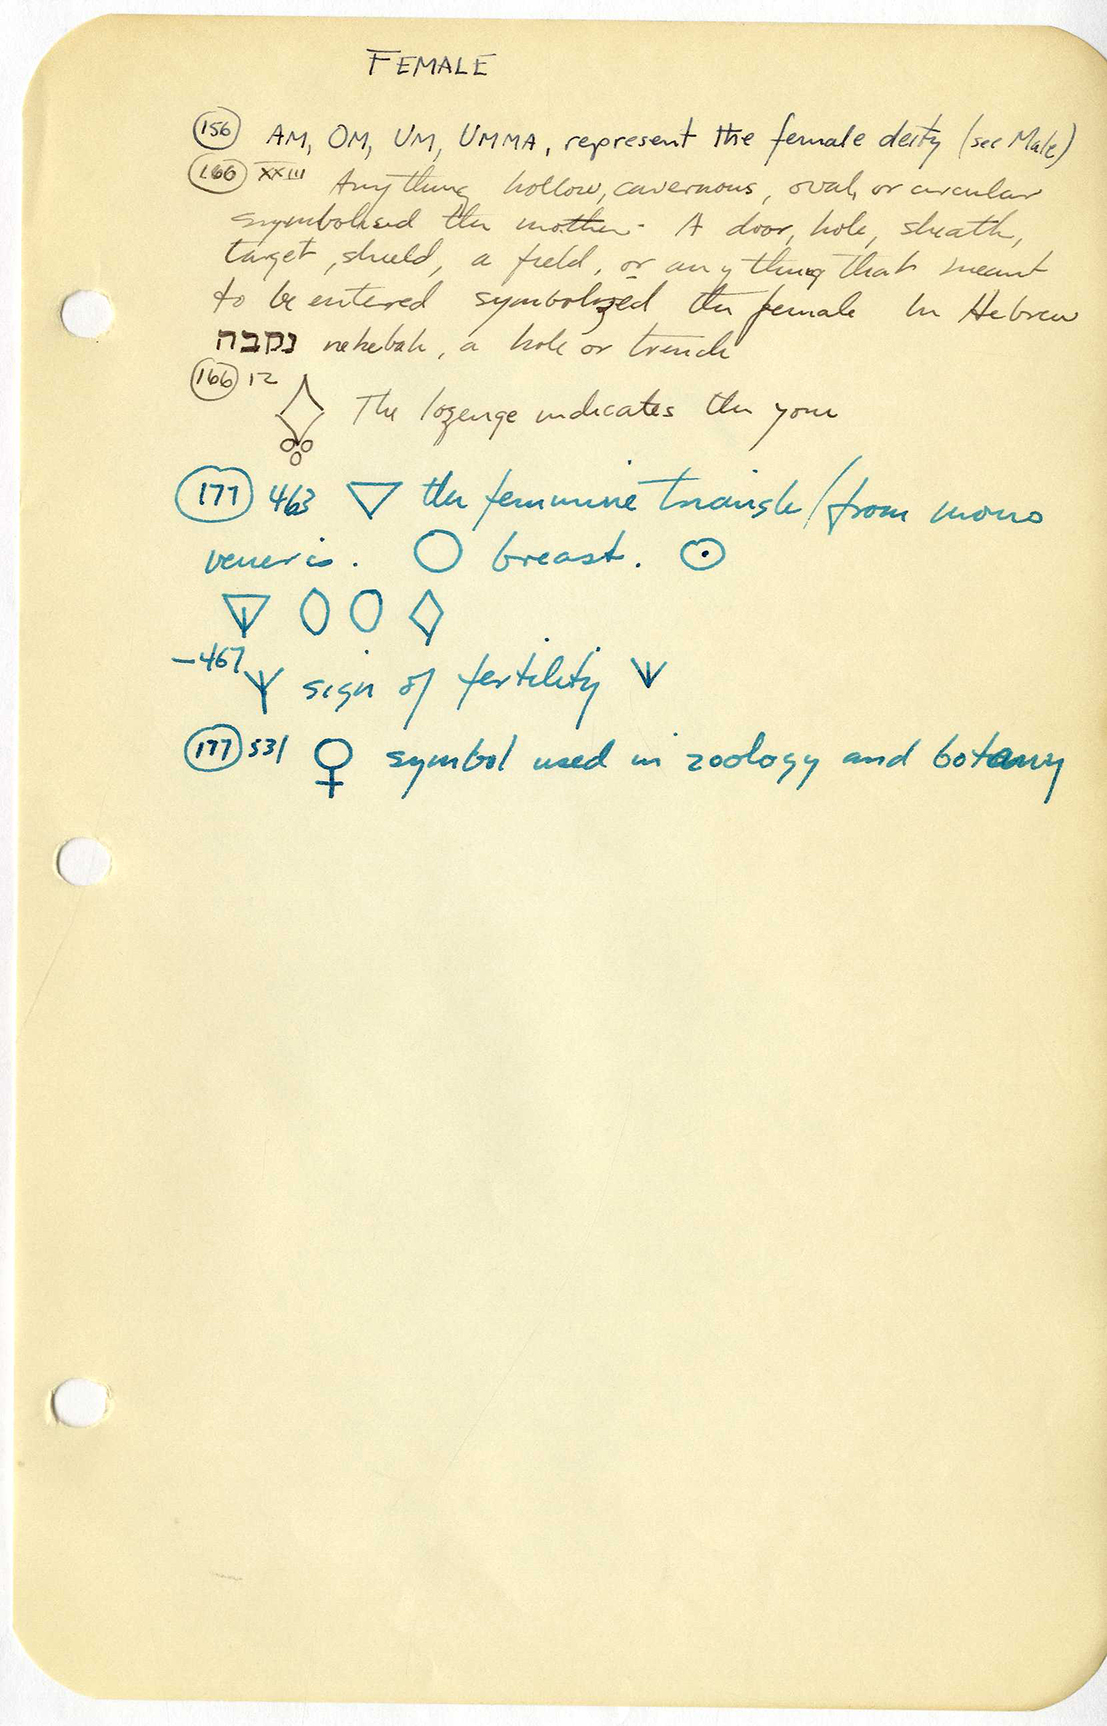 FEMALE
156 AM, OM, UM, UMMA, represent the female deity (see Male)
166 XXIII Anything hollow, cavernous, oval, or circular
symbolised the mother. A door, hole, sheath,
target, shield, a field, or anything that meant
to be entered symbolized the female In Hebrew
נקבה nekebah, a hole or trench
166 12
The lozenge indicates the yoni
177 463 ▽ the feminine triangle/from mons
veneris. ○ breast. ☉
-467
sign of fertility
177 531 ♀ symbol used in zoology and botany